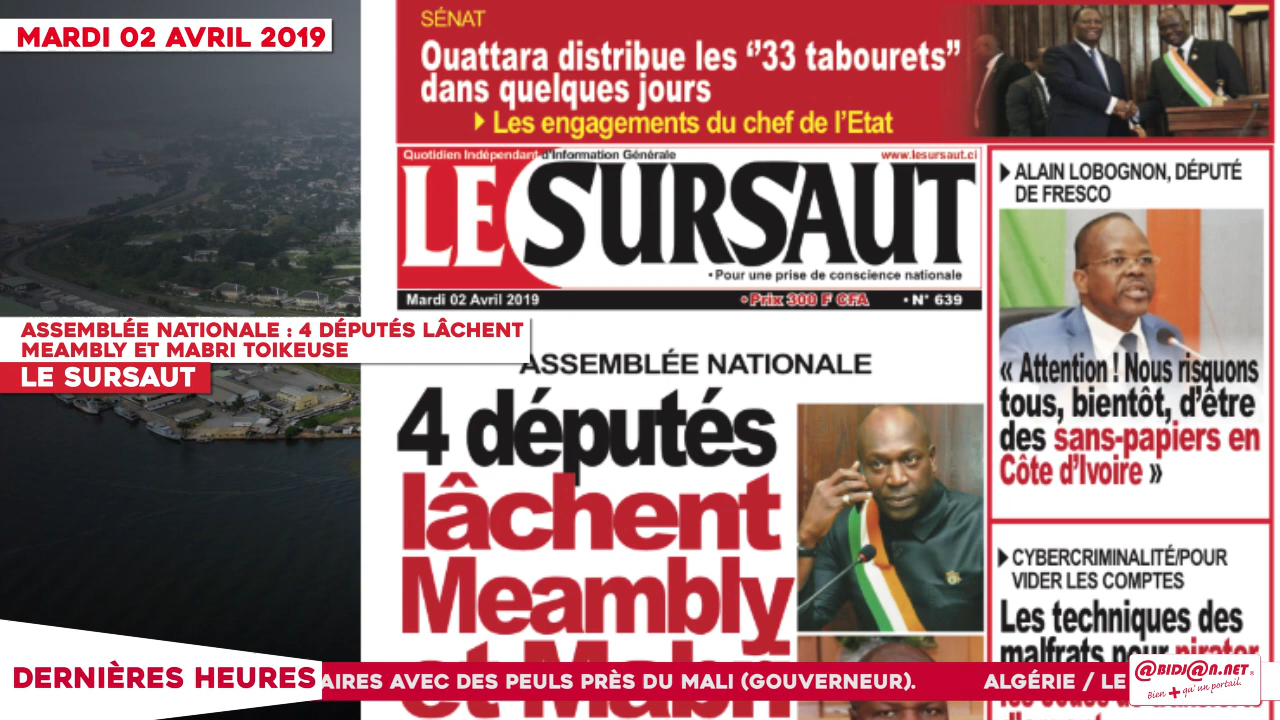 MARDI 02 AVRIL 2019
SÉNAT
Ouattara distribue les ‘’33 tabourets”
dans quelques jours
Les engagements du chef de l’Etat
Quotidien Indépendant d’Information Générale
www.lesursaut.ci
LE SURSAUT
• Pour une prise de conscience nationale
Mardi 02 Avril 2019
• Prix 300 F CFA
• N° 639
ASSEMBLÉE NATIONALE : 4 DÉPUTÉS LÂCHENT
MEAMBLY ET MABRI TOIKEUSE
LE SURSAUT
ASSEMBLÉE NATIONALE
4 députés
lâchent
Meambly
et Mabri
ALAIN LOBOGNON, DÉPUTÉ
DE FRESCO
« Attention ! Nous risquons
tous, bientôt, d’être
des sans-papiers en
Côte d’Ivoire »
CYBERCRIMINALITÉ/POUR
VIDER LES COMPTES
Les techniques des
malfrats pour pirater
DERNIÈRES HEURES
AIRES AVEC DES PEULS PRÈS DU MALI (GOUVERNEUR).
ALGÉRIE / LE
@BIDJ@N.NET
Bien + qu'un portail.